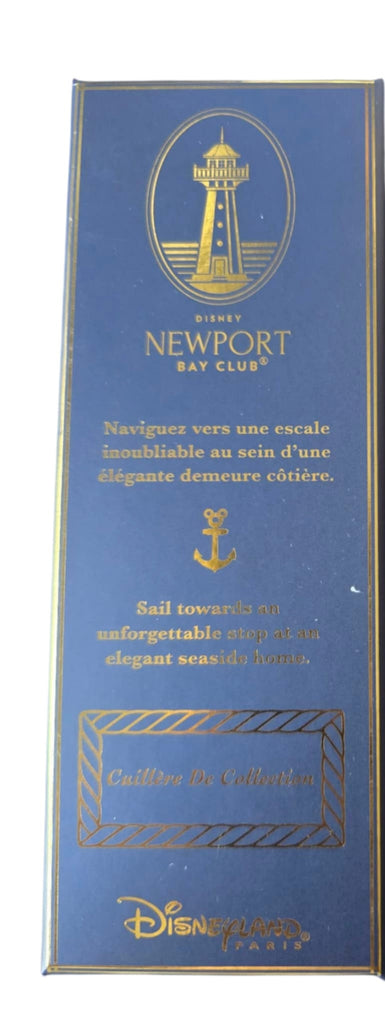 DISNEY
NEWPORT
BAY CLUB®
Naviguez vers une escale
inoubliable au sein d'une
élégante demeure côtière.
Sail towards an
unforgettable stop at an
elegant seaside home.
Cuillère De Collection
DISNEYLAND®
PARIS